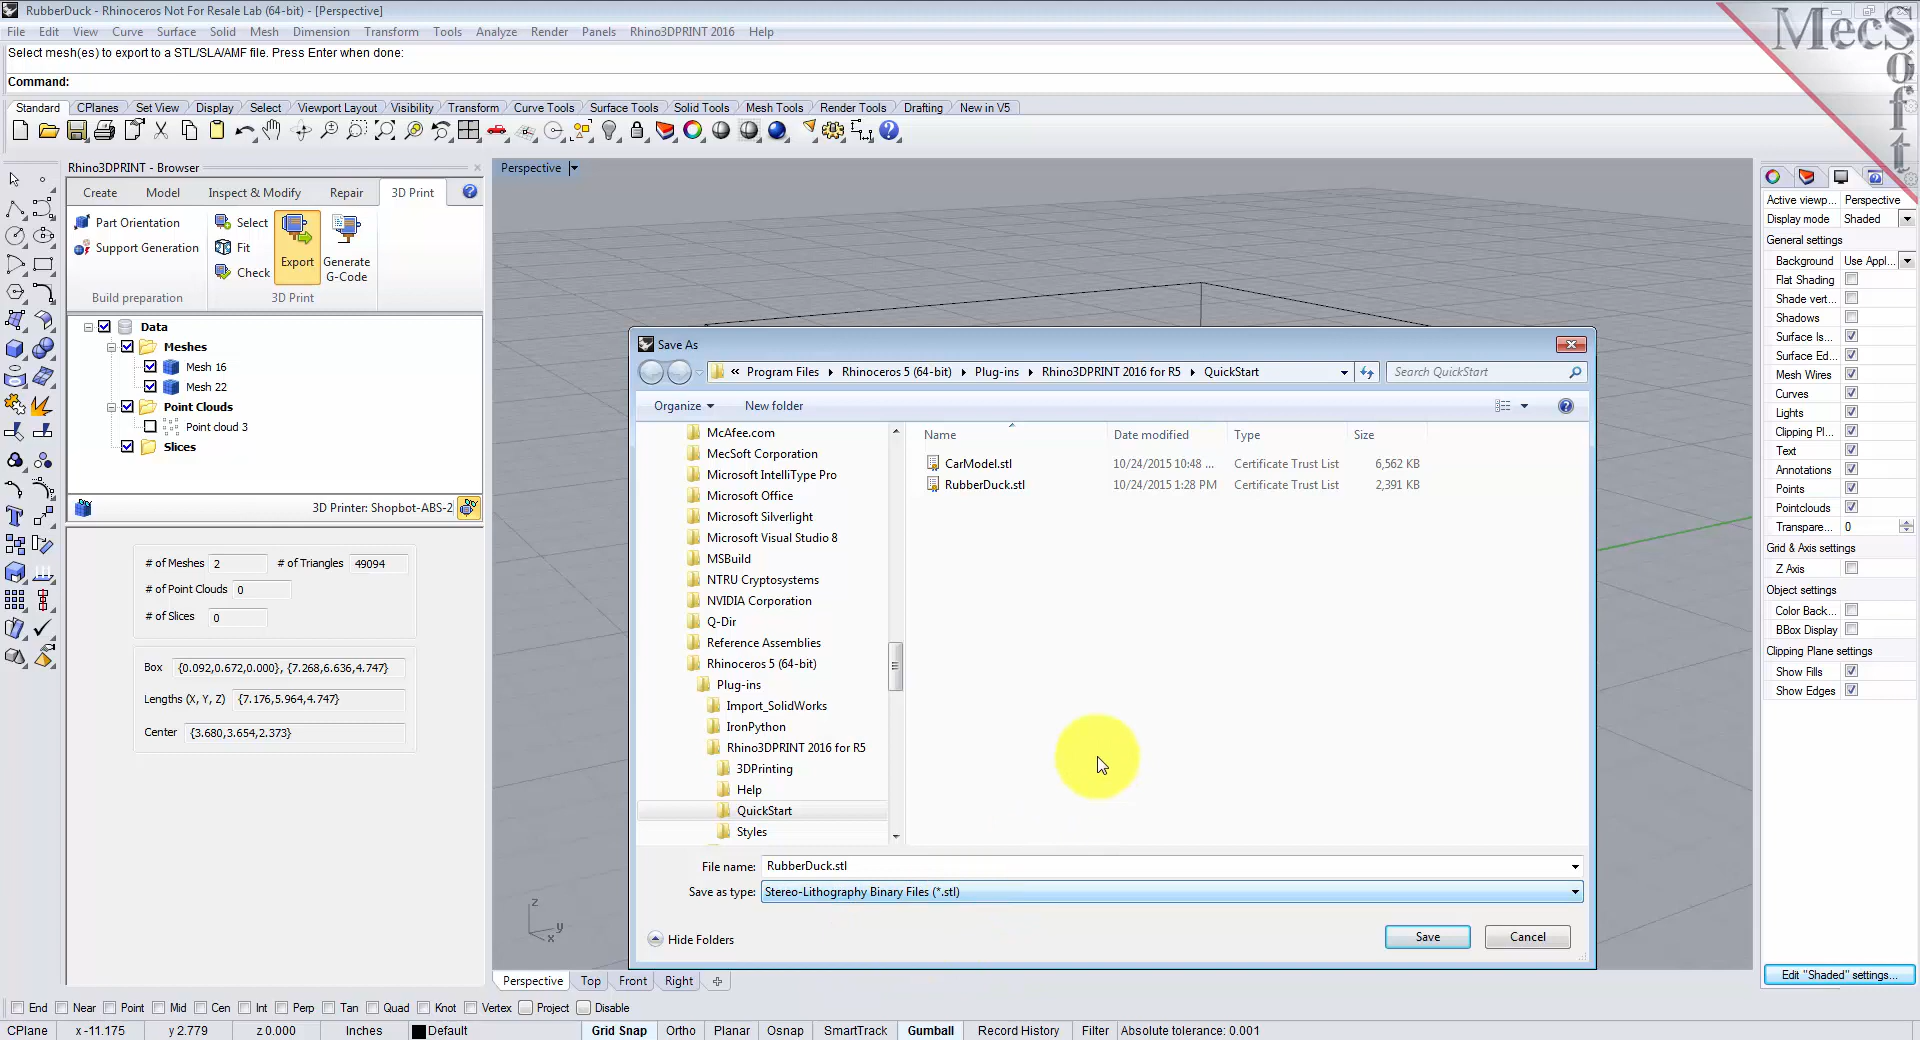 RubberDuck - Rhinoceros Not For Resale Lab (64-bit) - [Perspective]
File Edit View Curve Surface Solid Mesh Dimension Transform Tools Analyze Render Panels Rhino3DPRINT 2016 Help
Select mesh(es) to export to a STL/SLA/AMF file. Press Enter when done:
Command:
MecSoft
Standard CPlanes Set View Display Select Viewport Layout Visibility Transform Curve Tools Surface Tools Solid Tools Mesh Tools Render Tools Drafting New in V5
Rhino3DPRINT - Browser
Create Model Inspect & Modify Repair 3D Print
Part Orientation
Support Generation
Build preparation
Select
Fit
Check
Export
Generate
G-Code
3D Print
Data
Meshes
Mesh 16
Mesh 22
Point Clouds
Point cloud 3
Slices
3D Printer: Shopbot-ABS-2
# of Meshes 2 # of Triangles 49094
# of Point Clouds 0
# of Slices 0
Box {0.092,0.672,0.000}, {7.268,6.636,4.747}
Lengths (X, Y, Z) {7.176,5.964,4.747}
Center {3.680,3.654,2.373}
Perspective
Save As
« Program Files Rhinoceros 5 (64-bit) Plug-ins Rhino3DPRINT 2016 for R5 QuickStart
Search QuickStart
Organize New folder
McAfee.com
MecSoft Corporation
Microsoft IntelliType Pro
Microsoft Office
Microsoft Silverlight
Microsoft Visual Studio 8
MSBuild
NTRU Cryptosystems
NVIDIA Corporation
Q-Dir
Reference Assemblies
Rhinoceros 5 (64-bit)
Plug-ins
Import_SolidWorks
IronPython
Rhino3DPRINT 2016 for R5
3DPrinting
Help
QuickStart
Styles
Name Date modified Type Size
CarModel.stl 10/24/2015 10:48 ... Certificate Trust List 6,562 KB
RubberDuck.stl 10/24/2015 1:28 PM Certificate Trust List 2,391 KB
File name: RubberDuck.stl
Save as type: Stereo-Lithography Binary Files (*.stl)
Hide Folders
Save Cancel
z
y
x
Active viewp... Perspective
Display mode Shaded
General settings
Background Use Appl...
Flat Shading
Shade vert...
Shadows
Surface Is...
Surface Ed...
Mesh Wires
Curves
Lights
Clipping Pl...
Text
Annotations
Points
Pointclouds
Transpare... 0
Grid & Axis settings
Z Axis
Object settings
Color Back...
BBox Display
Clipping Plane settings
Show Fills
Show Edges
Edit "Shaded" settings...
Perspective Top Front Right
End Near Point Mid Cen Int Perp Tan Quad Knot Vertex Project Disable
CPlane x -11.175 y 2.779 z 0.000 Inches Default Grid Snap Ortho Planar Osnap SmartTrack Gumball Record History Filter Absolute tolerance: 0.001